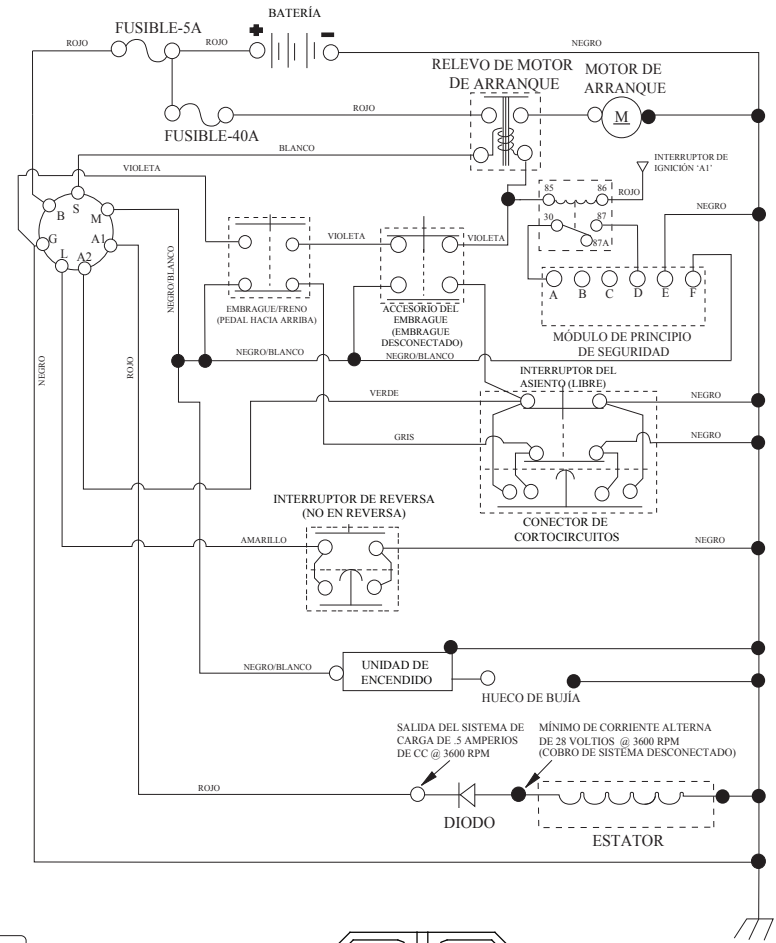 BATERÍA
FUSIBLE-5A
ROJO
ROJO
NEGRO
RELEVO DE MOTOR
DE ARRANQUE
MOTOR DE
ARRANQUE
ROJO
M
FUSIBLE-40A
BLANCO
VIOLETA
INTERRUPTOR DE
IGNICIÓN 'A1'
85
86
ROJO
B
S
M
G
A1
L
A2
30
87
87A
NEGRO
VIOLETA
VIOLETA
NEGRO/BLANCO
A
B
C
D
E
F
EMBRAGUE/FRENO
(PEDAL HACIA ARRIBA)
ACCESORIO DEL
EMBRAGUE
(EMBRAGUE
DESCONECTADO)
MÓDULO DE PRINCIPIO
DE SEGURIDAD
NEGRO/BLANCO
NEGRO/BLANCO
NEGRO
ROJO
INTERRUPTOR DEL
ASIENTO (LIBRE)
VERDE
NEGRO
GRIS
NEGRO
INTERRUPTOR DE REVERSA
(NO EN REVERSA)
CONECTOR DE
CORTOCIRCUITOS
AMARILLO
NEGRO
NEGRO/BLANCO
UNIDAD DE
ENCENDIDO
HUECO DE BUJÍA
SALIDA DEL SISTEMA DE
CARGA DE .5 AMPERIOS
DE CC @ 3600 RPM
MÍNIMO DE CORRIENTE ALTERNA
DE 28 VOLTIOS @ 3600 RPM
(COBRO DE SISTEMA DESCONECTADO)
ROJO
DIODO
ESTATOR